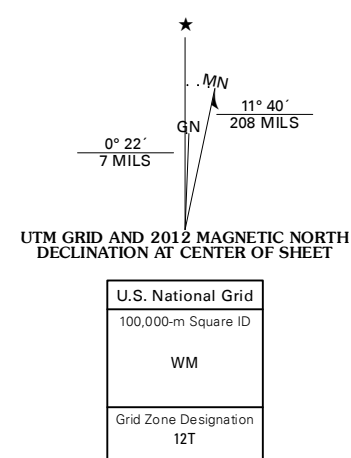 ★
MN
11° 40´
208 MILS
GN
0° 22´
7 MILS
UTM GRID AND 2012 MAGNETIC NORTH
DECLINATION AT CENTER OF SHEET
U.S. National Grid
100,000-m Square ID
WM
Grid Zone Designation
12T